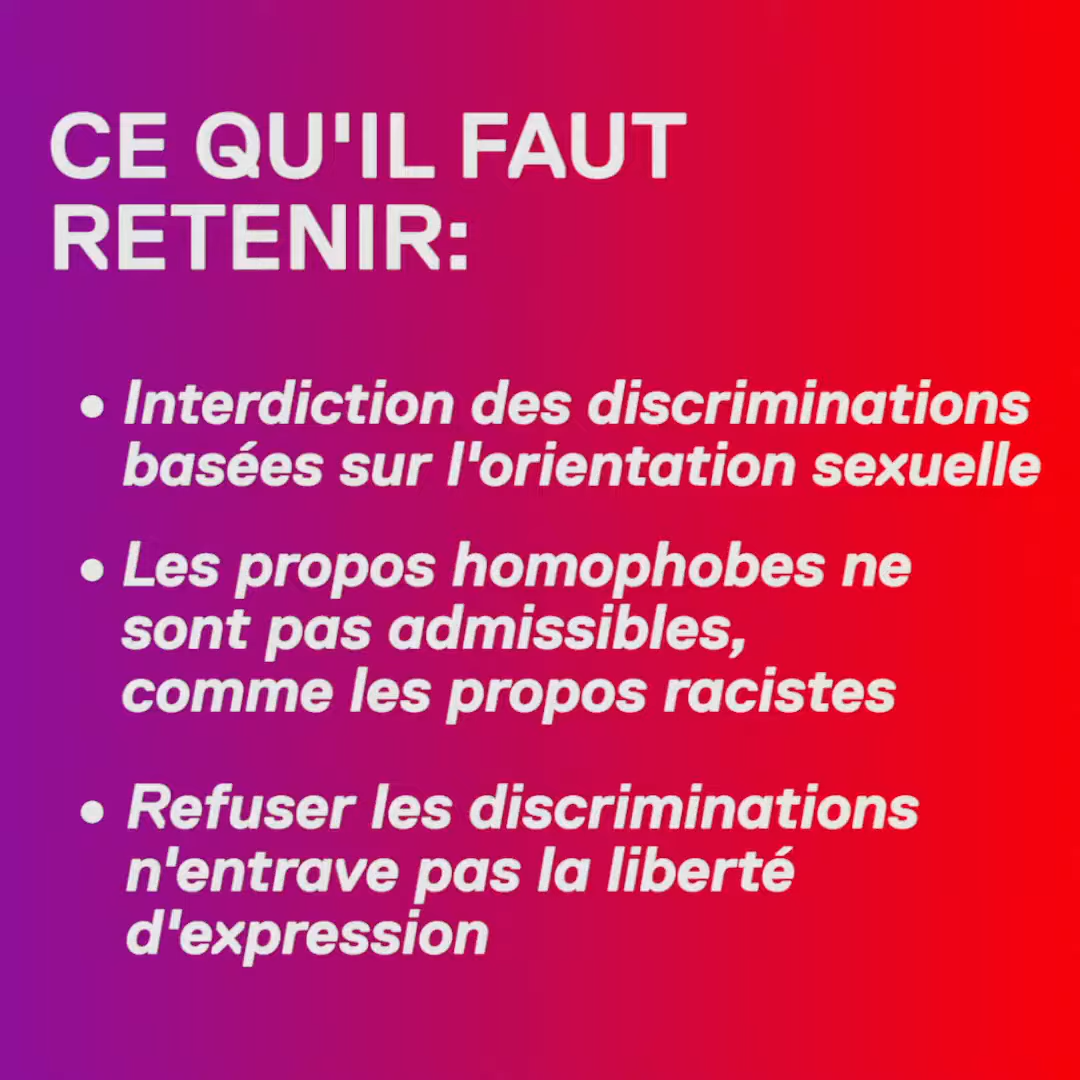 CE QU'IL FAUT
RETENIR:
• Interdiction des discriminations
basées sur l'orientation sexuelle
• Les propos homophobes ne
sont pas admissibles,
comme les propos racistes
• Refuser les discriminations
n'entrave pas la liberté
d'expression